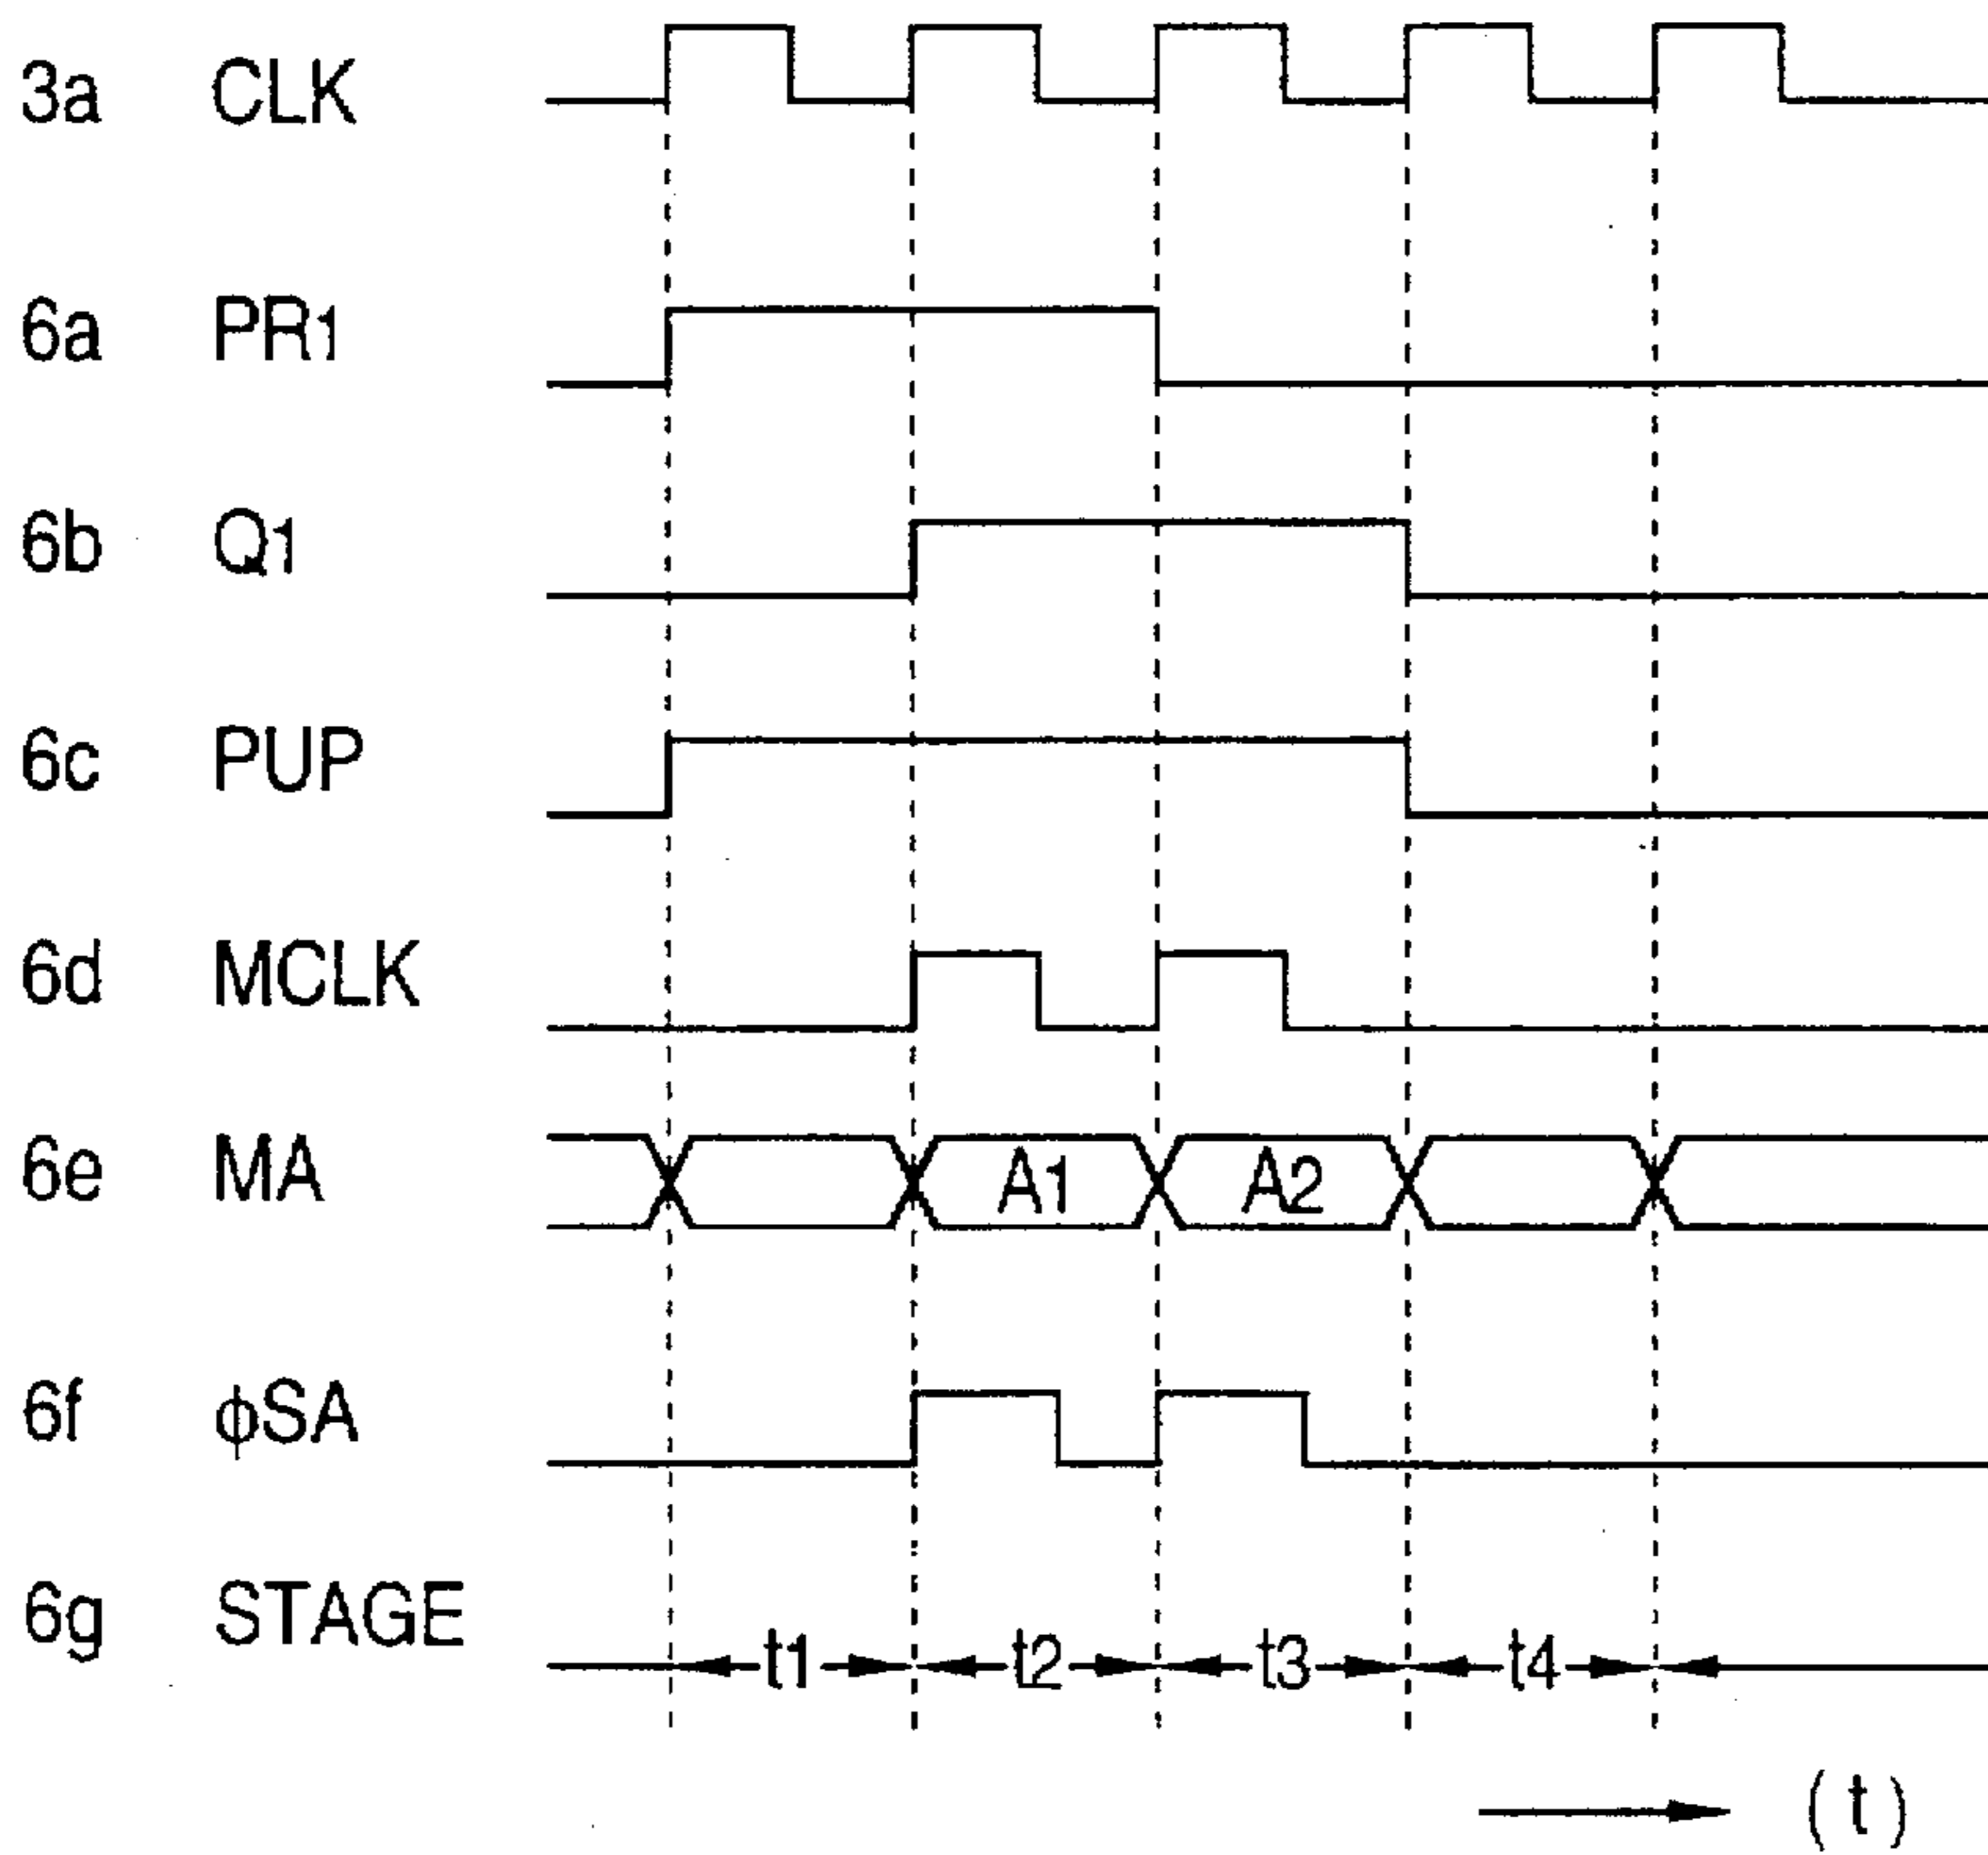 3a CLK
6a PR1
6b Q1
6c PUP
6d MCLK
6e MA A1 A2
6f ϕSA
6g STAGE t1 t2 t3 t4
(t)